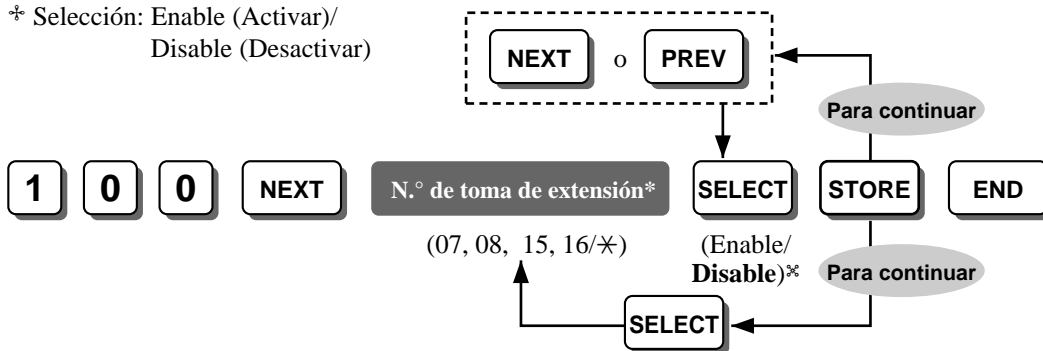 ✢ Selección: Enable (Activar)/
Disable (Desactivar)
NEXT o PREV
Para continuar
1 0 0 NEXT N.° de toma de extensión* SELECT STORE END
(07, 08, 15, 16/✳) (Enable/
Disable)✢
Para continuar
SELECT